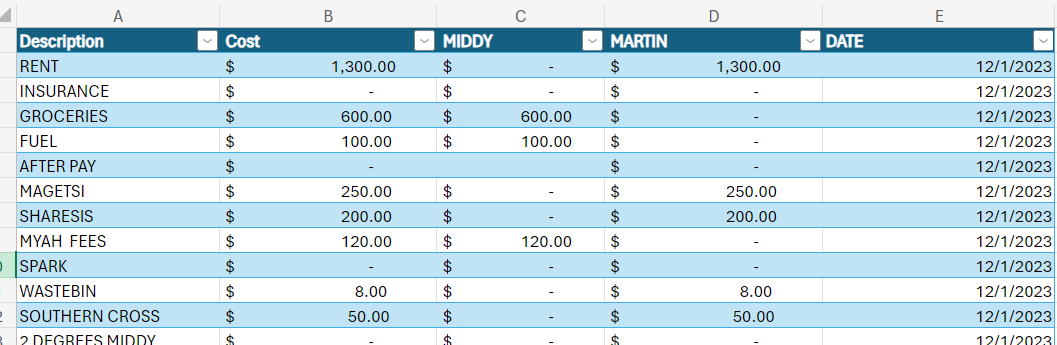 A B C D E
Description Cost MIDDY MARTIN DATE
RENT $ 1,300.00 $ - $ 1,300.00 12/1/2023
INSURANCE $ - $ - $ - 12/1/2023
GROCERIES $ 600.00 $ 600.00 $ - 12/1/2023
FUEL $ 100.00 $ 100.00 $ - 12/1/2023
AFTER PAY $ - $ - 12/1/2023
MAGETSI $ 250.00 $ - $ 250.00 12/1/2023
SHARESIS $ 200.00 $ - $ 200.00 12/1/2023
MYAH FEES $ 120.00 $ 120.00 $ - 12/1/2023
SPARK $ - $ - $ - 12/1/2023
WASTEBIN $ 8.00 $ - $ 8.00 12/1/2023
SOUTHERN CROSS $ 50.00 $ - $ 50.00 12/1/2023
2 DEGREES MIDDY $ - $ - $ - 12/1/2023